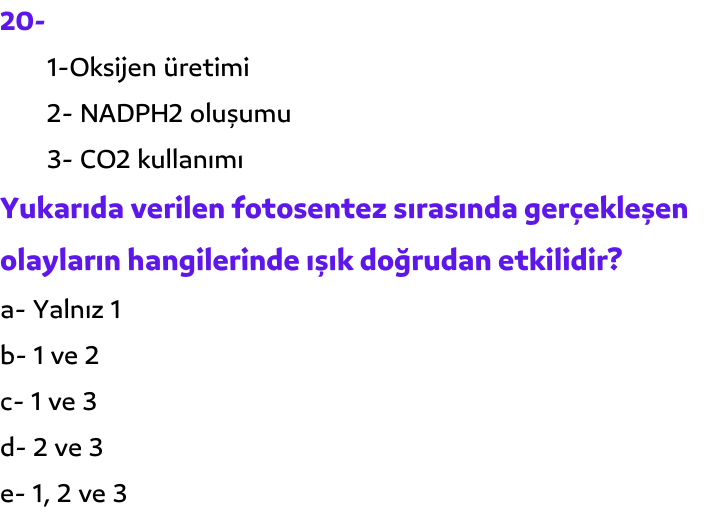 20-
1-Oksijen üretimi
2- NADPH2 oluşumu
3- CO2 kullanımı
Yukarıda verilen fotosentez sırasında gerçekleşen
olayların hangilerinde ışık doğrudan etkilidir?
a- Yalnız 1
b- 1 ve 2
c- 1 ve 3
d- 2 ve 3
e- 1, 2 ve 3